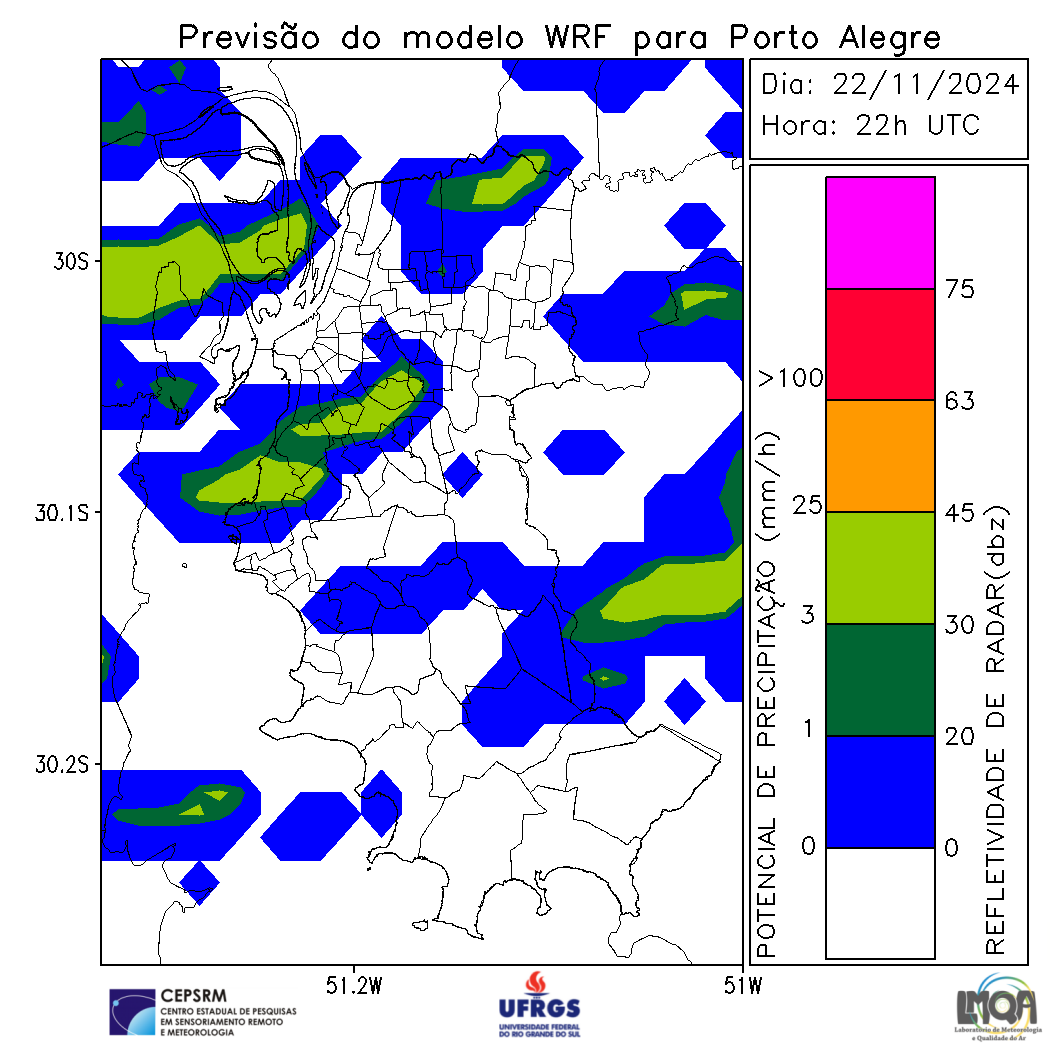 Previsão do modelo WRF para Porto Alegre
Dia: 22/11/2024
Hora: 22h UTC
30S
30.1S
30.2S
51.2W
51W
POTENCIAL DE PRECIPITAÇÃO (mm/h)
>100
25
3
1
0
75
63
45
30
20
0
REFLETIVIDADE DE RADAR(dbz)
CEPSRM
CENTRO ESTADUAL DE PESQUISAS
EM SENSORIAMENTO REMOTO
E METEOROLOGIA
UFRGS
UNIVERSIDADE FEDERAL
DO RIO GRANDE DO SUL
LMQA
Laboratório de Meteorologia
e Qualidade do Ar